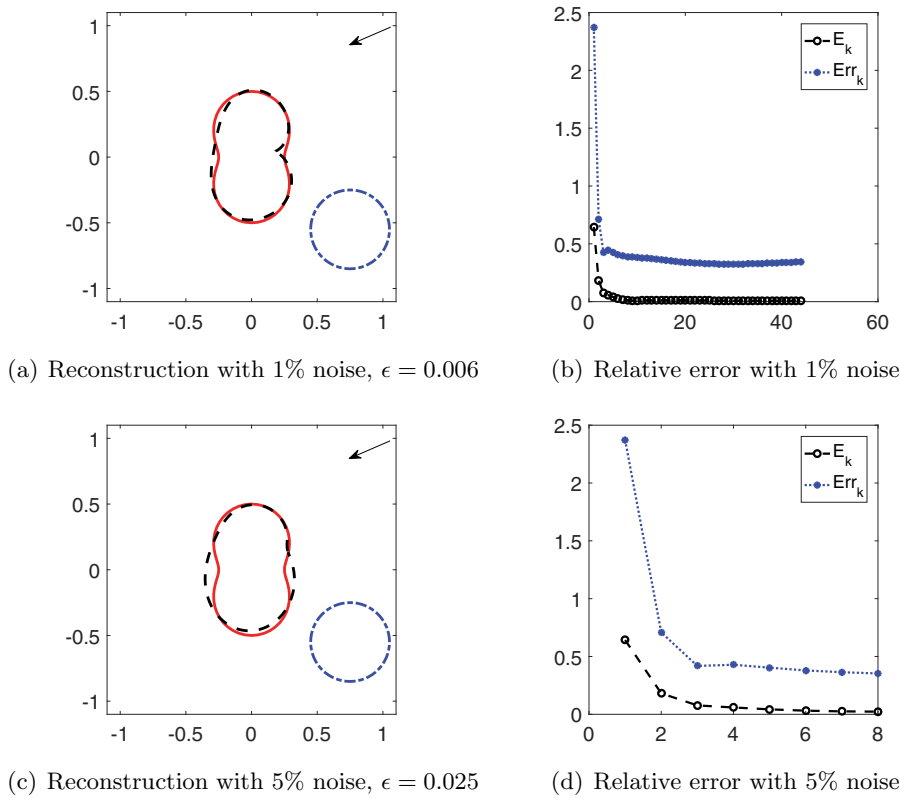 1
0.5
0
-0.5
-1
-1 -0.5 0 0.5 1
2.5
2
1.5
1
0.5
0
0 20 40 60
E_k
Err_k
(a) Reconstruction with 1% noise, ϵ = 0.006
(b) Relative error with 1% noise
1
0.5
0
-0.5
-1
-1 -0.5 0 0.5 1
2.5
2
1.5
1
0.5
0
0 2 4 6 8
E_k
Err_k
(c) Reconstruction with 5% noise, ϵ = 0.025
(d) Relative error with 5% noise